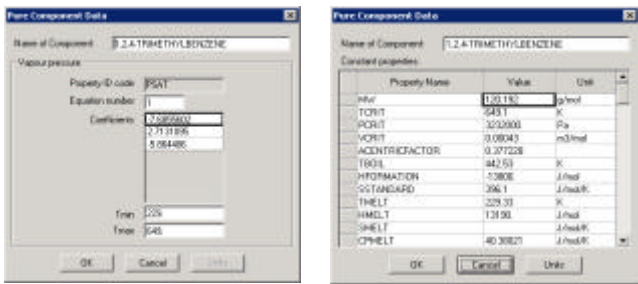 Pure Component Data
Name of Component 1,2,4-TRIMETHYLBENZENE
Vapour pressure
Property ID code PSAT
Equation number 1
Coefficients
2.7131895
Tmin 229
Tmax 649
OK Cancel Units
Pure Component Data
Name of Component 1,2,4-TRIMETHYLBENZENE
Constant properties
Property Name Value Unit
MW 120.192 g/mol
TCRIT 649.1 K
PCRIT 3232000 Pa
VCRIT 0.00043 m3/mol
ACENTRICFACTOR 0.377228
TBOIL 442.53 K
HFORMATION -13800 J/mol
SSTANDARD 396.1 J/mol/K
TMELT 229.33 K
HMELT 13190. J/mol
SMELT J/mol/K
CPMELT 40.38021 J/mol/K
OK Cancel Units